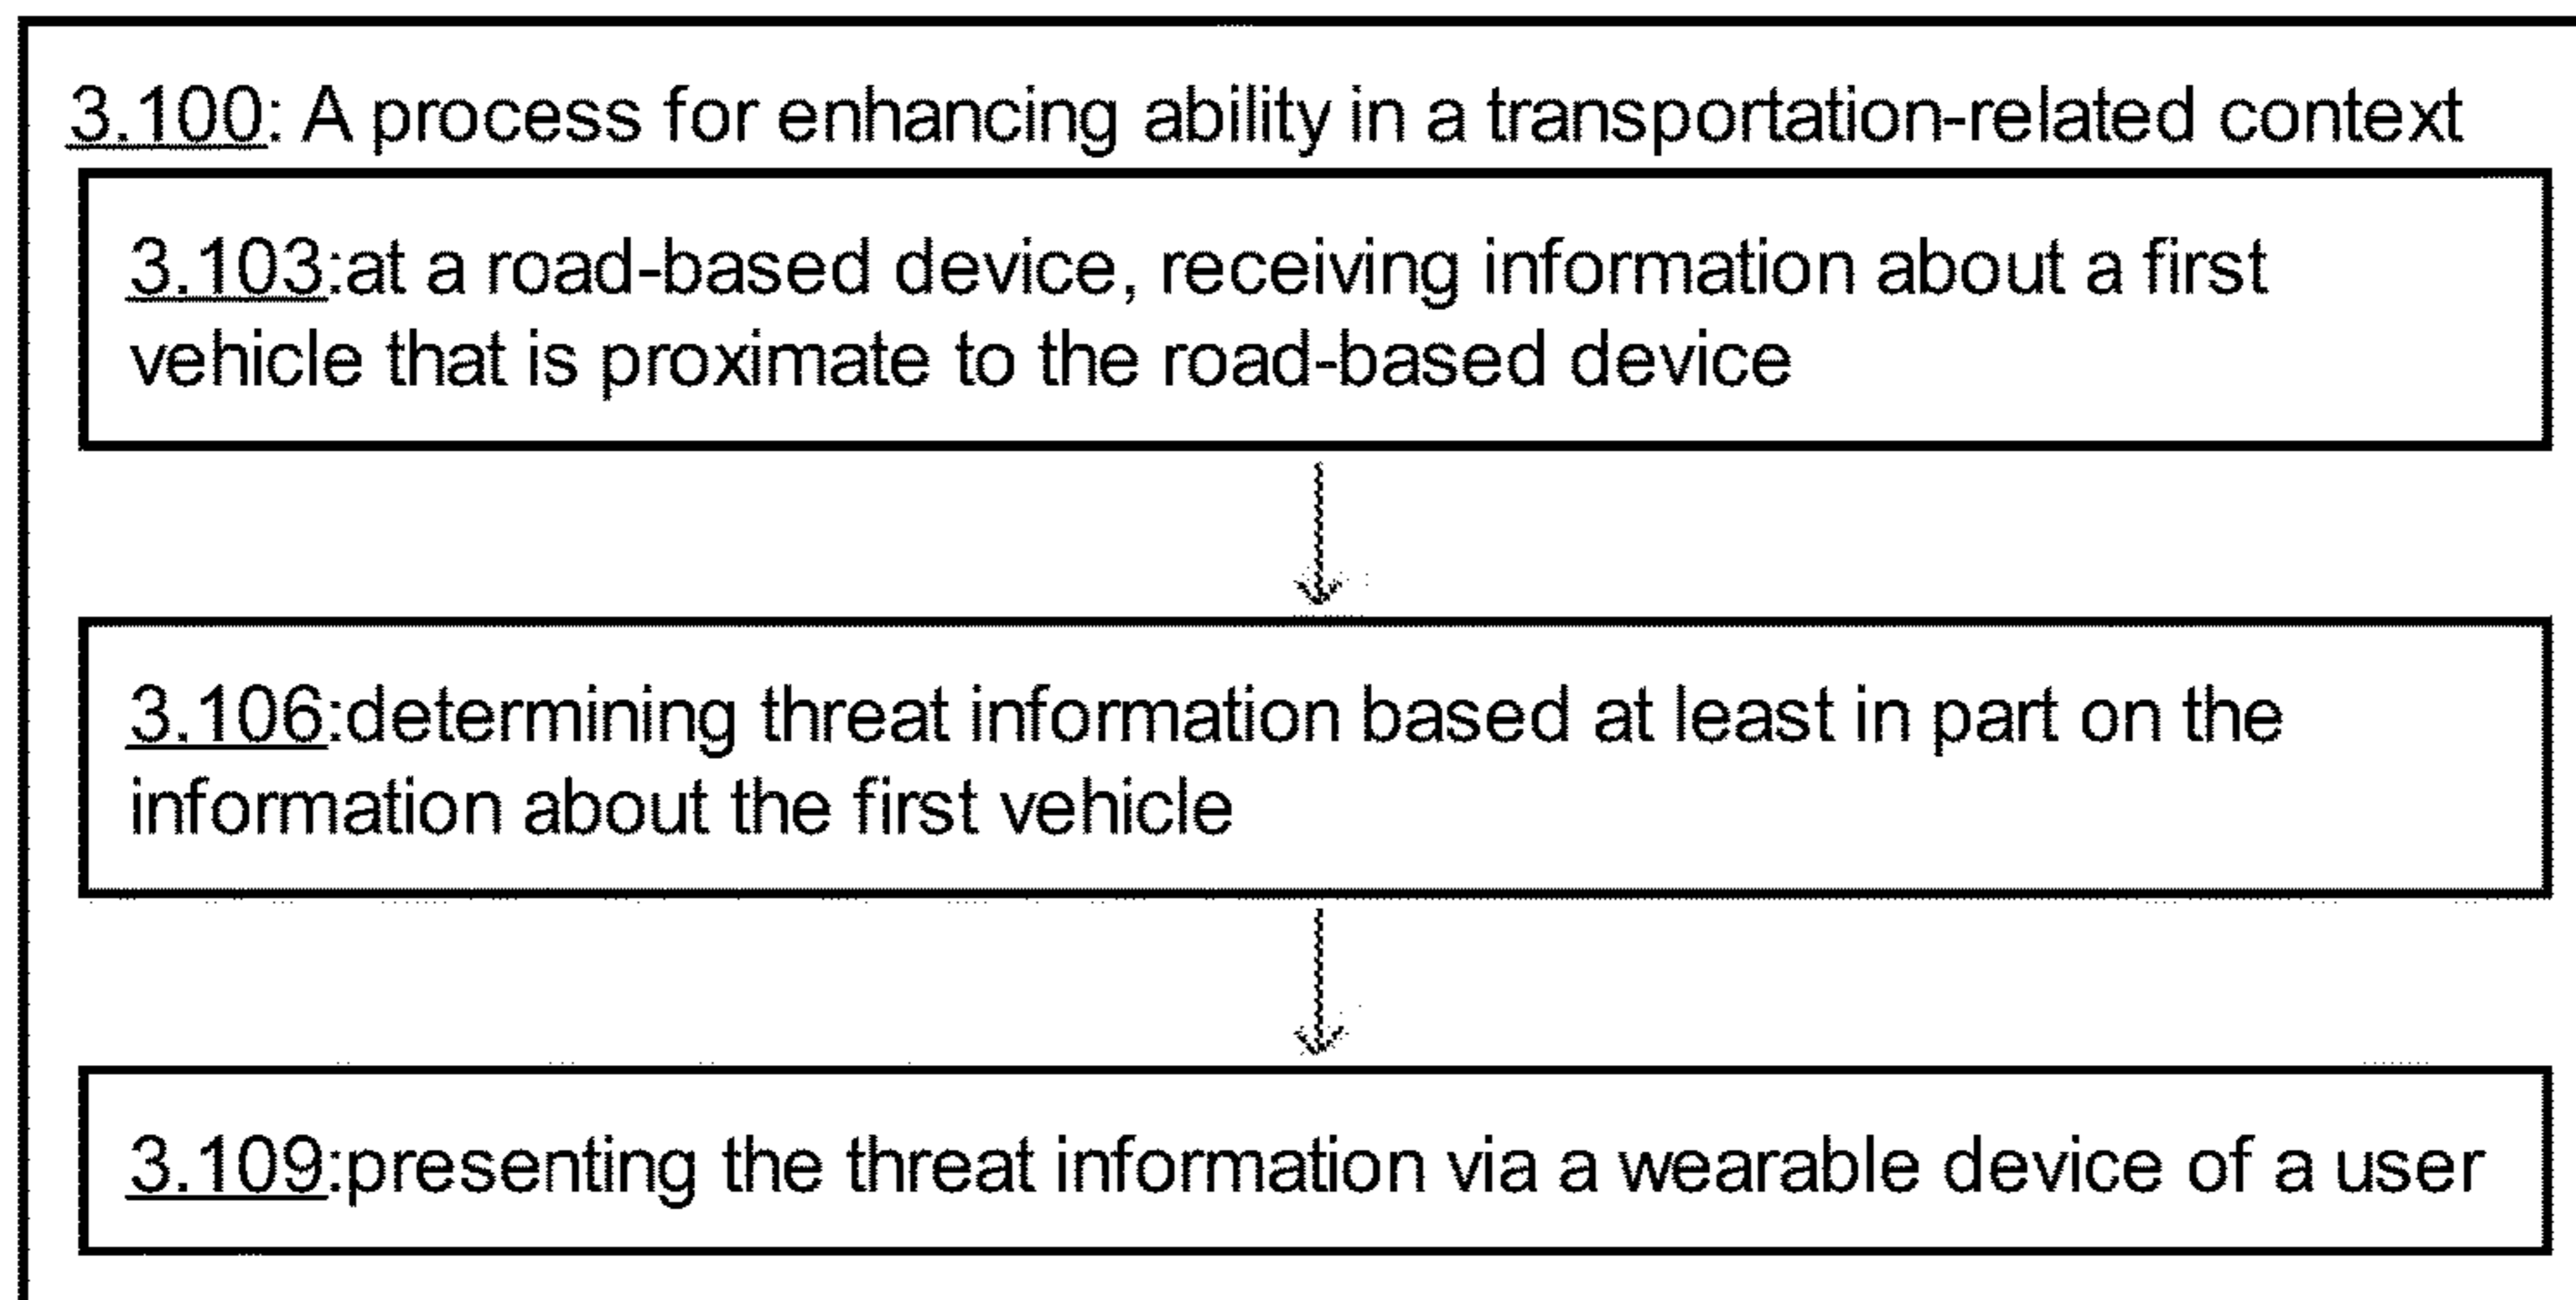 3.100: A process for enhancing ability in a transportation-related context
3.103:at a road-based device, receiving information about a first
vehicle that is proximate to the road-based device
3.106:determining threat information based at least in part on the
information about the first vehicle
3.109:presenting the threat information via a wearable device of a user